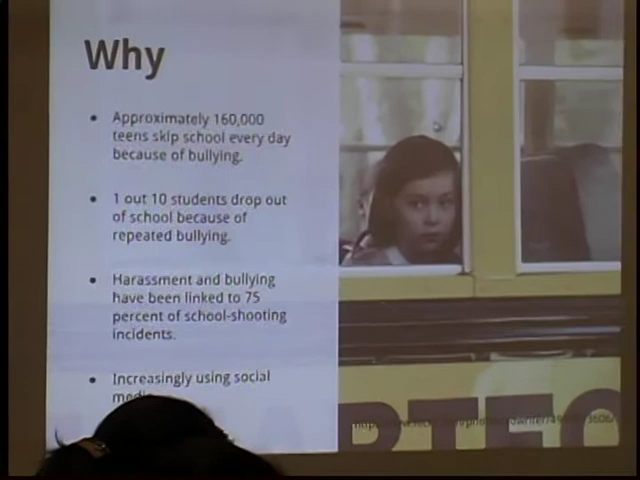 Why
Approximately 160,000
teens skip school every day
because of bullying.
1 out 10 students drop out
of school because of
repeated bullying.
Harassment and bullying
have been linked to 75
percent of school-shooting
incidents.
Increasingly using social
media